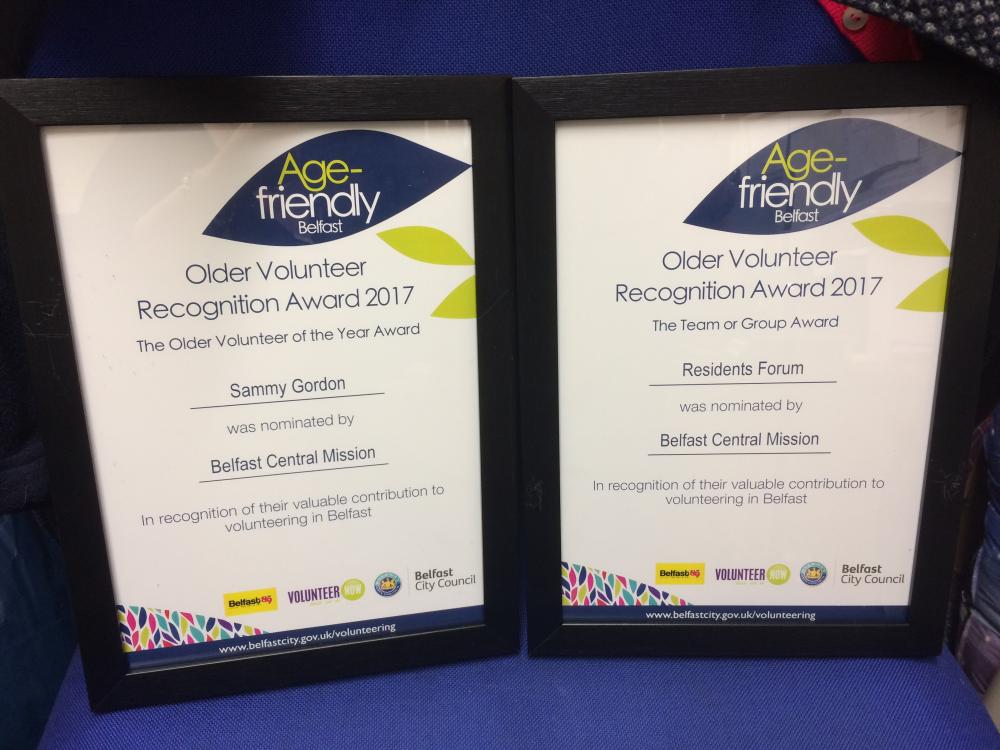 Age-
friendly
Belfast
Older Volunteer
Recognition Award 2017
The Older Volunteer of the Year Award
Sammy Gordon
was nominated by
Belfast Central Mission
In recognition of their valuable contribution to
volunteering in Belfast
Belfast
VOLUNTEER NOW
Belfast
City Council
www.belfastcity.gov.uk/volunteering
Age-
friendly
Belfast
Older Volunteer
Recognition Award 2017
The Team or Group Award
Residents Forum
was nominated by
Belfast Central Mission
In recognition of their valuable contribution to
volunteering in Belfast
Belfast
VOLUNTEER NOW
Belfast
City Council
www.belfastcity.gov.uk/volunteering